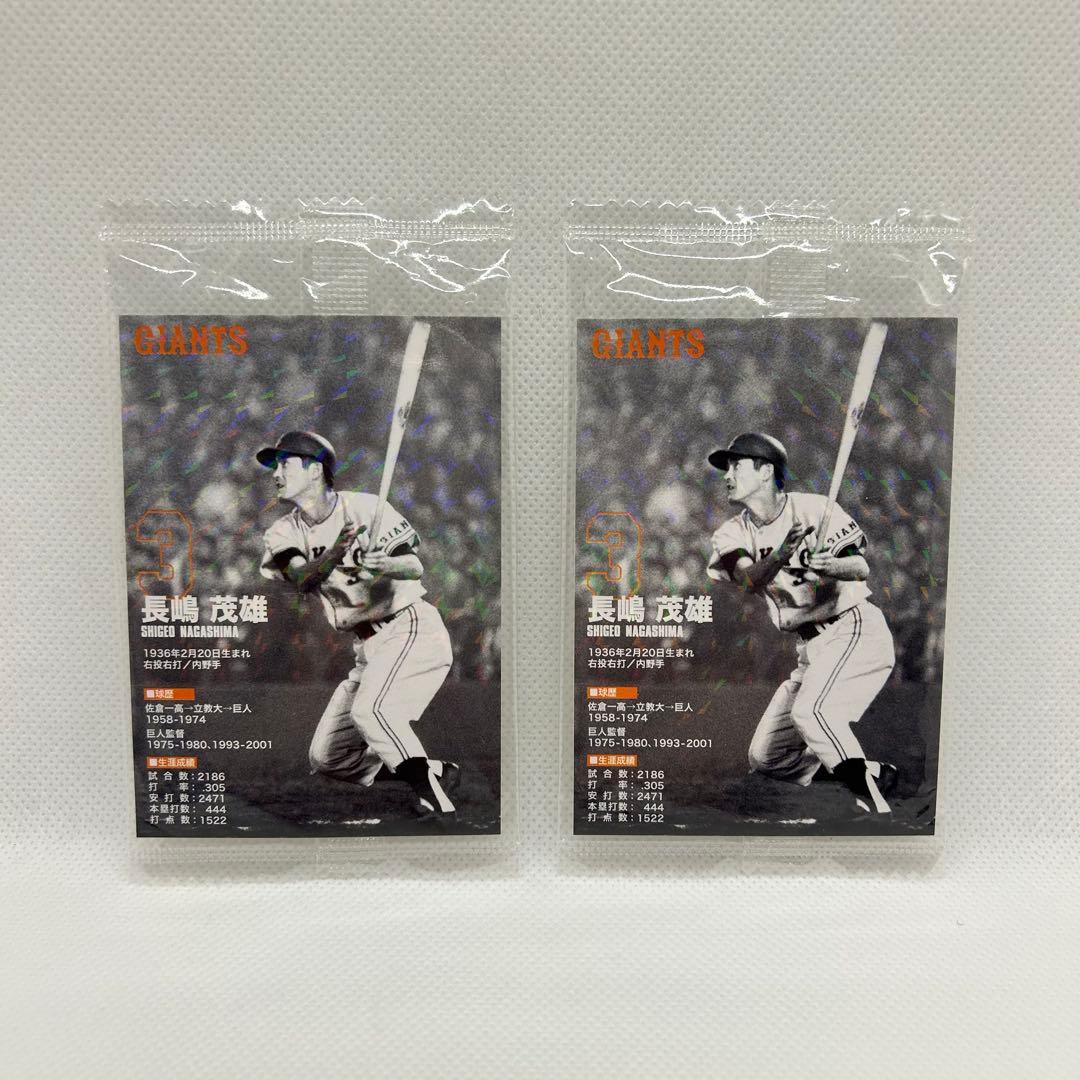 GIANTS
3
長嶋 茂雄
SHIGEO NAGASHIMA
1936年2月20日生まれ
右投右打／内野手
■球歴
佐倉一高→立教大→巨人
1958-1974
巨人監督
1975-1980、1993-2001
■生涯成績
試合数:2186
打率: .305
安打数:2471
本塁打数: 444
打点数:1522
GIAN
3
GIANTS
3
長嶋 茂雄
SHIGEO NAGASHIMA
1936年2月20日生まれ
右投右打／内野手
■球歴
佐倉一高→立教大→巨人
1958-1974
巨人監督
1975-1980、1993-2001
■生涯成績
試合数:2186
打率: .305
安打数:2471
本塁打数: 444
打点数:1522
GIAN
3